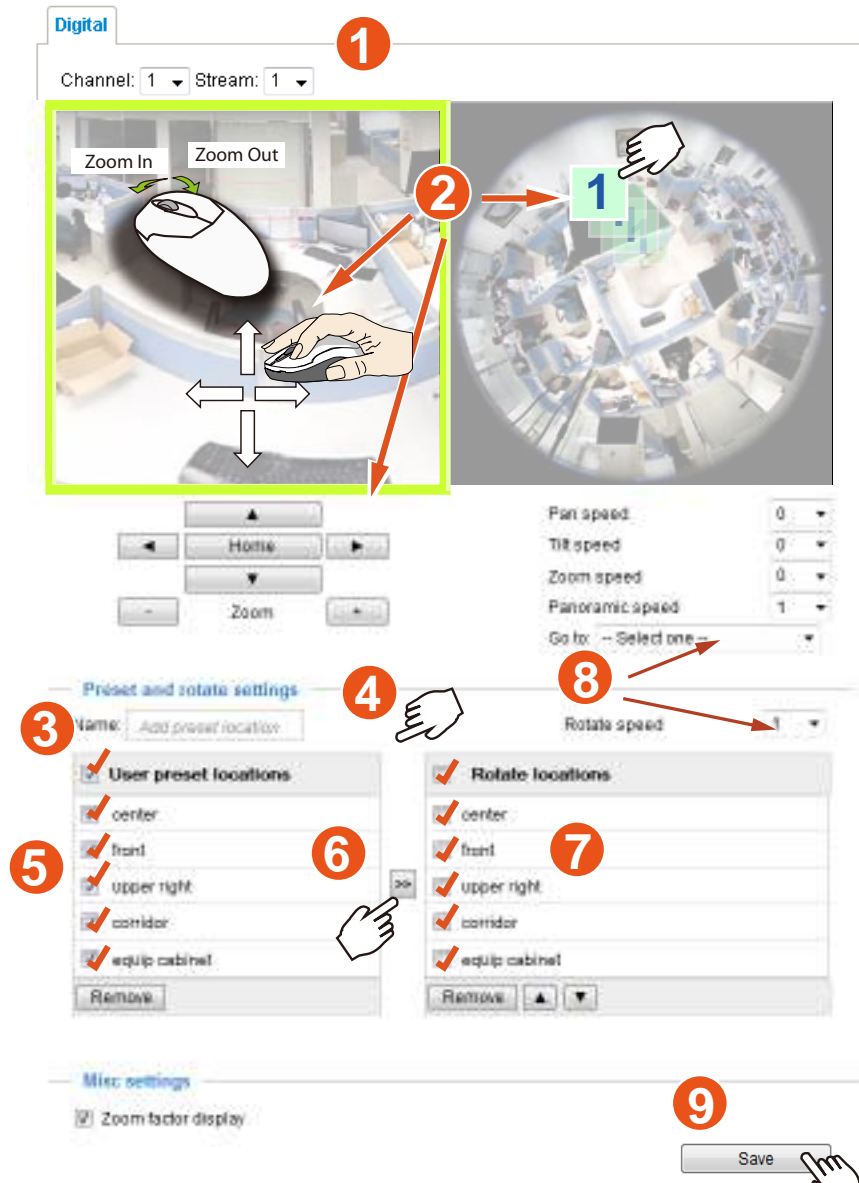 Digital
1
Channel: 1 Stream: 1
Zoom In Zoom Out
2
1
Pan speed 0
Home
Tilt speed 0
Zoom speed 0
- Zoom +
Panoramic speed 1
Go to: -- Select one --
8
Preset and rotate settings
4
3
Name: Add preset location
Rotate speed 1
User preset locations
Rotate locations
center
center
front
front
5
6
7
upper right
>>
upper right
corridor
corridor
equip cabinet
equip cabinet
Remove
Remove
Misc settings
9
Zoom factor display
Save